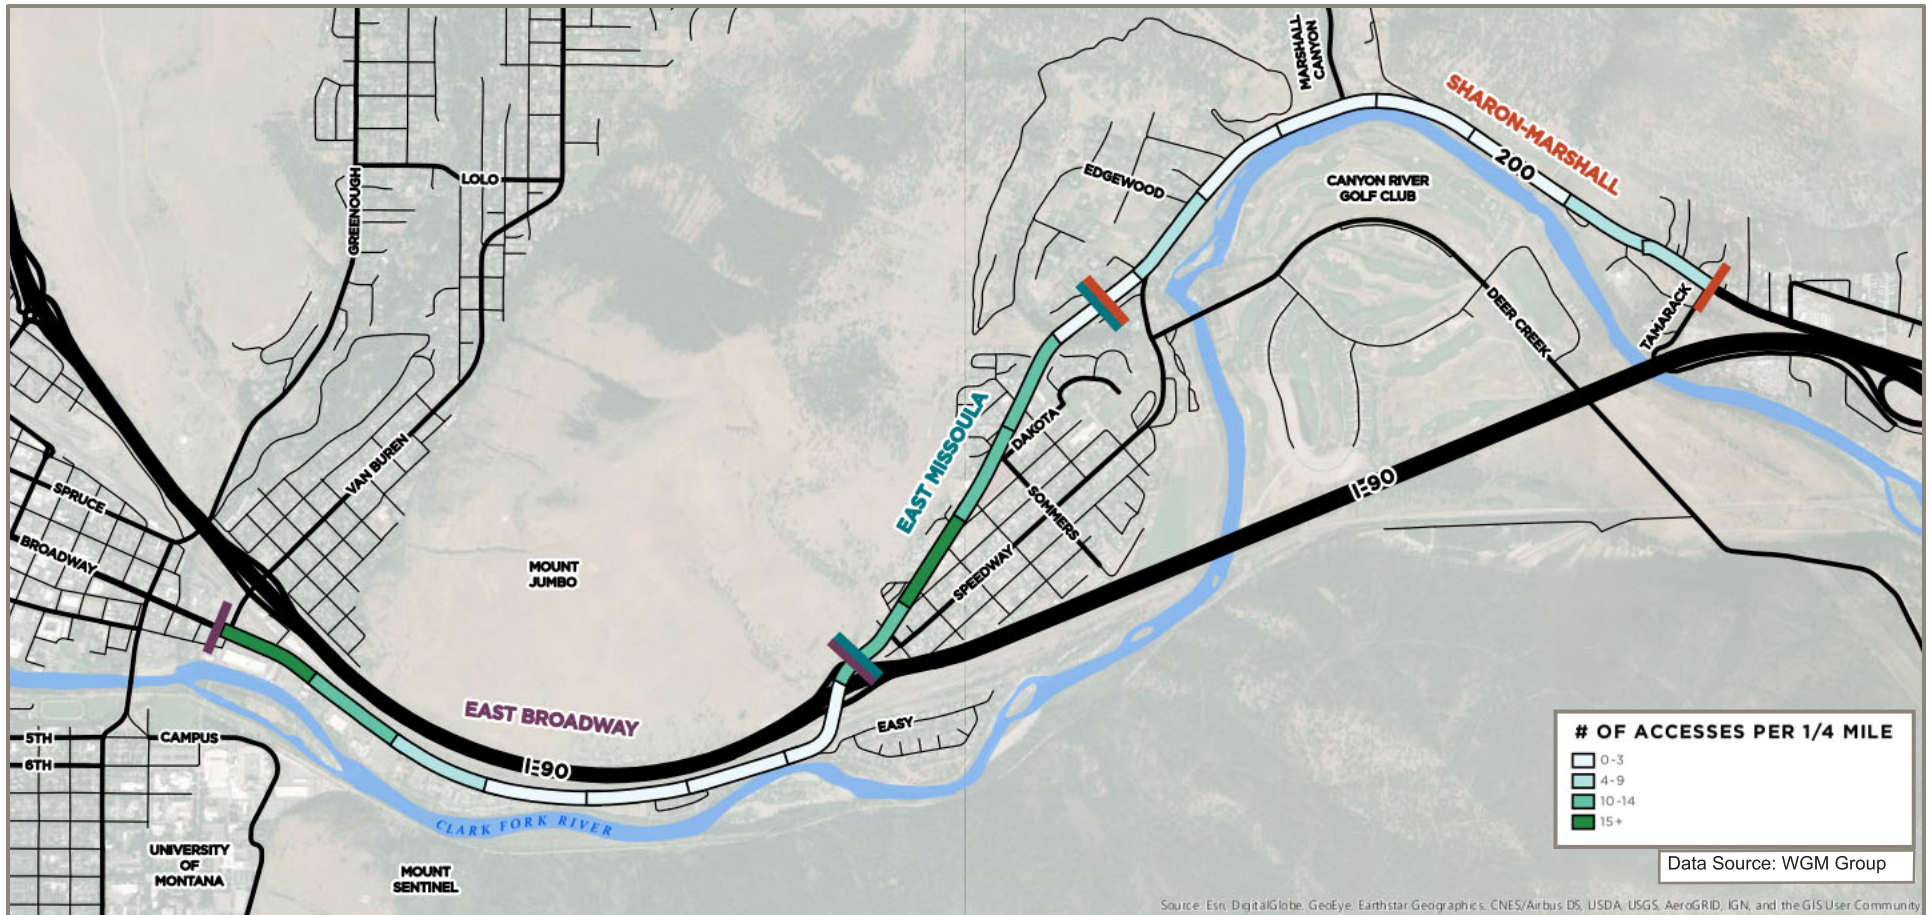 MARSHALL
CANYON
SHARON-MARSHALL
200
LOLO
GREENOUGH
EDGEWOOD
CANYON RIVER
GOLF CLUB
DEER CREEK
TAMARACK
EAST MISSOULA
DAKOTA
VAN BUREN
I-90
SPRUCE
SOMMERS
BROADWAY
MOUNT
JUMBO
SPEEDWAY
EAST BROADWAY
EASY
5TH
CAMPUS
6TH
I-90
CLARK FORK RIVER
UNIVERSITY
OF
MONTANA
MOUNT
SENTINEL
# OF ACCESSES PER 1/4 MILE
0-3
4-9
10-14
15+
Data Source: WGM Group
Source: Esri, DigitalGlobe, GeoEye, Earthstar Geographics, CNES/Airbus DS, USDA, USGS, AeroGRID, IGN, and the GIS User Community